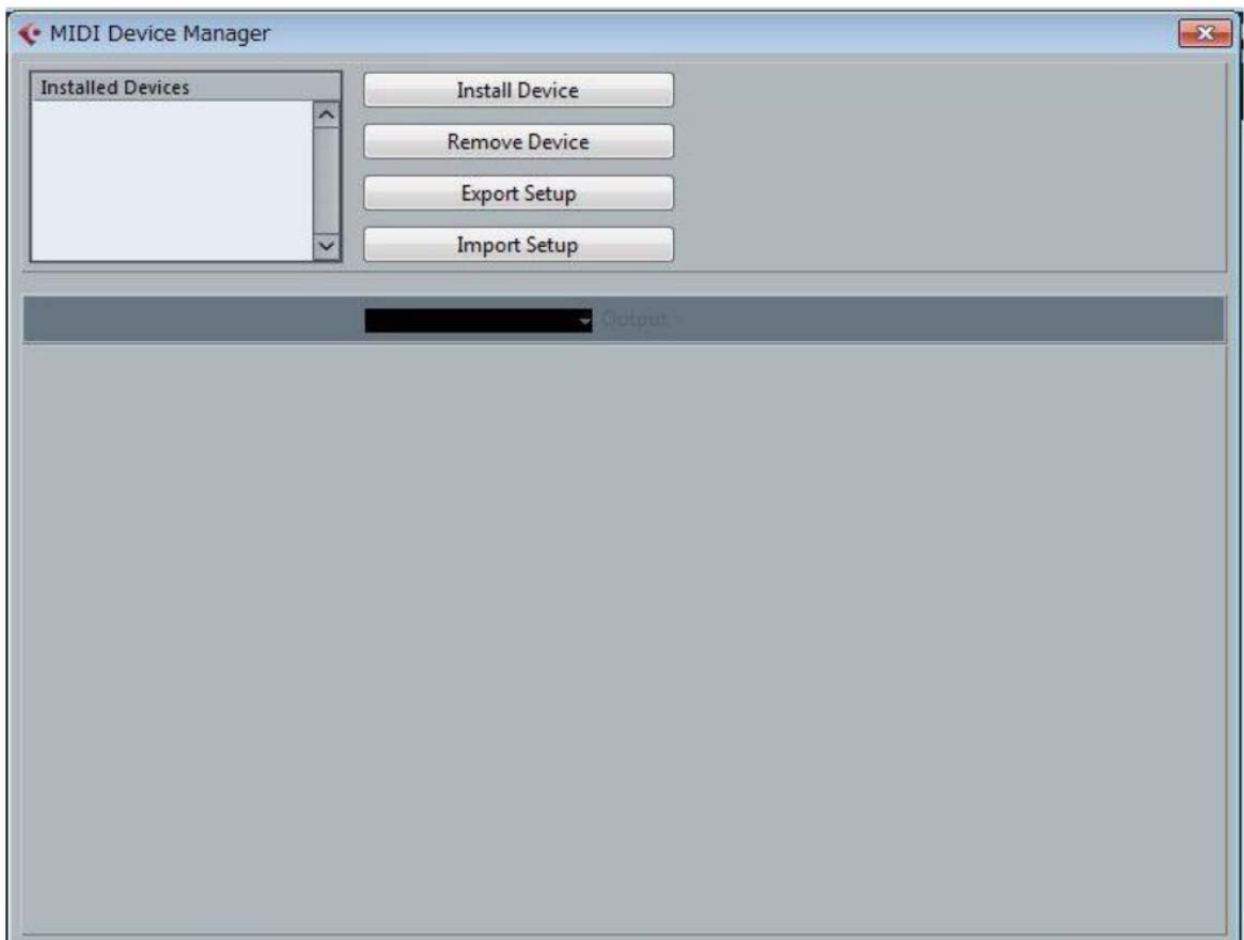 MIDI Device Manager
Installed Devices
Install Device
Remove Device
Export Setup
Import Setup
Output